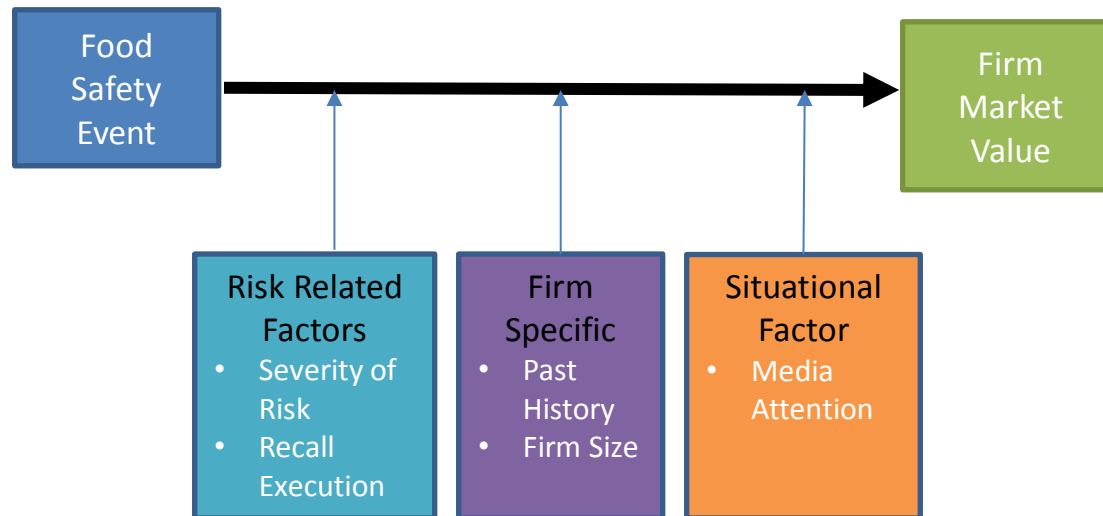 Food
Safety
Event
Firm
Market
Value
Risk Related
Factors
• Severity of
Risk
• Recall
Execution
Firm
Specific
• Past
History
• Firm Size
Situational
Factor
• Media
Attention